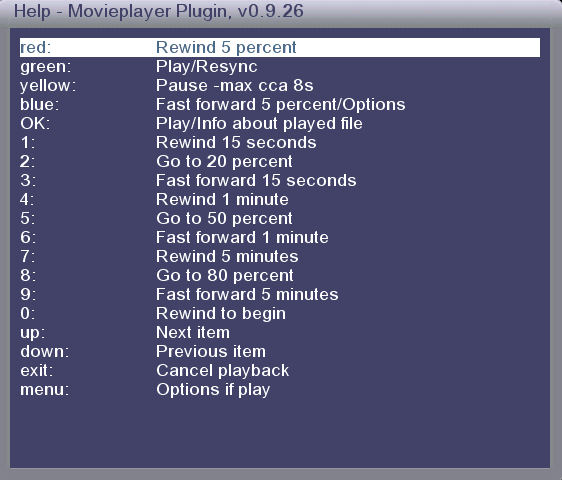 Help - Movieplayer Plugin, v0.9.26
red: Rewind 5 percent
green: Play/Resync
yellow: Pause -max cca 8s
blue: Fast forward 5 percent/Options
OK: Play/Info about played file
1: Rewind 15 seconds
2: Go to 20 percent
3: Fast forward 15 seconds
4: Rewind 1 minute
5: Go to 50 percent
6: Fast forward 1 minute
7: Rewind 5 minutes
8: Go to 80 percent
9: Fast forward 5 minutes
0: Rewind to begin
up: Next item
down: Previous item
exit: Cancel playback
menu: Options if play